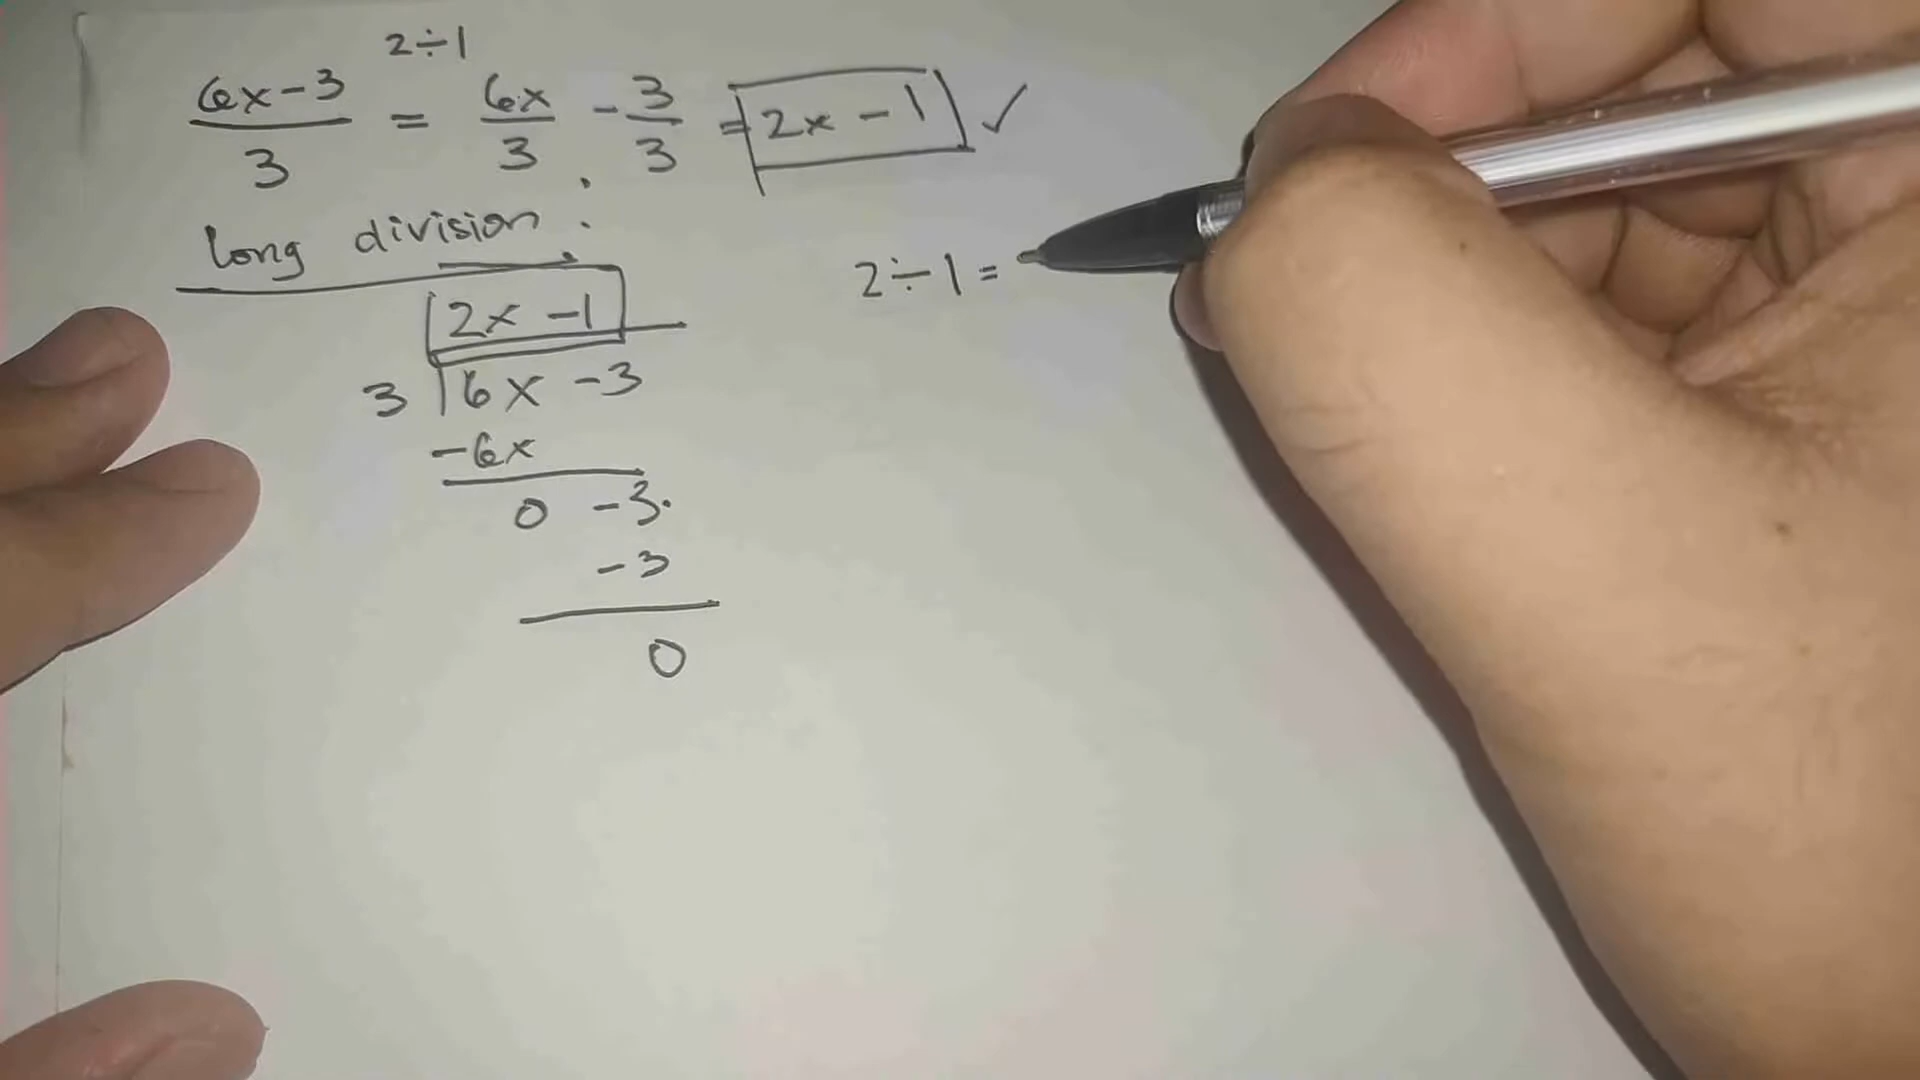 2÷1
6x-3/3 = 6x/3 - 3/3 = 2x - 1 ✓
long division :
2÷1 =
2x -1
3 6x -3
-6x
0 -3.
-3
0